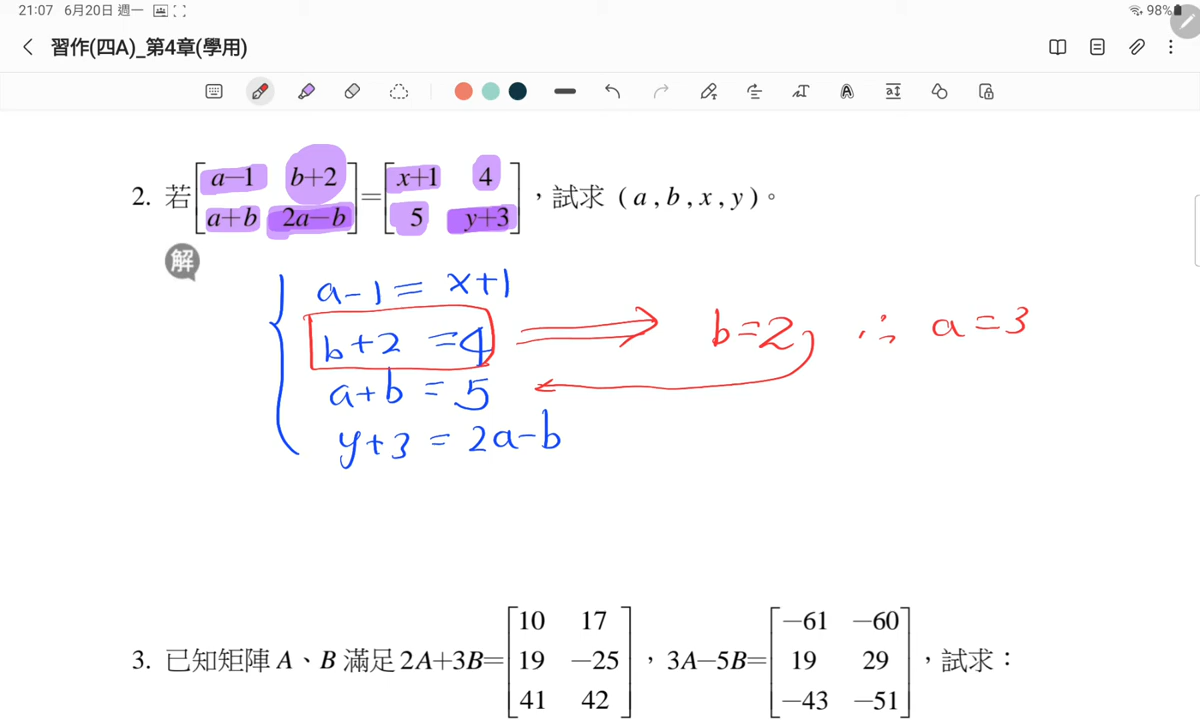 21:07 6月20日 週一 98%
習作(四A)_第4章(學用)
2. 若[a−1 b+2 a+b 2a−b]=[x+1 4 5 y+3],試求(a,b,x,y)。
解
a-1= x+1
b+2 =4 ⟹ b=2, ∴ a=3
a+b = 5
y+3 = 2a-b
3. 已知矩陣A、B滿足2A+3B=[10 17 19 −25 41 42],3A−5B=[−61 −60 19 29 −43 −51],試求: